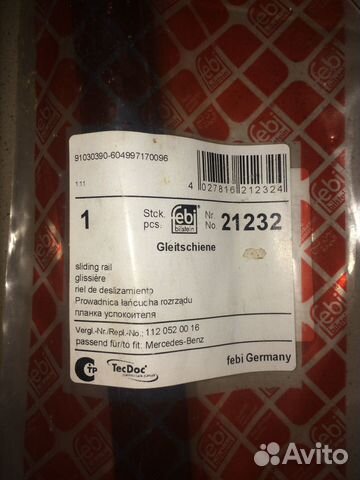 91030390-604997170096
111
4 027816 212324
1 Stck. pcs. febi bilstein Nr. No. 21232
Gleitschiene
sliding rail
glissière
riel de deslizamiento
Prowadnica łańcucha rozrządu
планка успокоителя
Vergl.-Nr./Repl.-No.: 112 052 00 16
passend für/to fit: Mercedes-Benz
febi Germany
CTP TecDoc
Avito